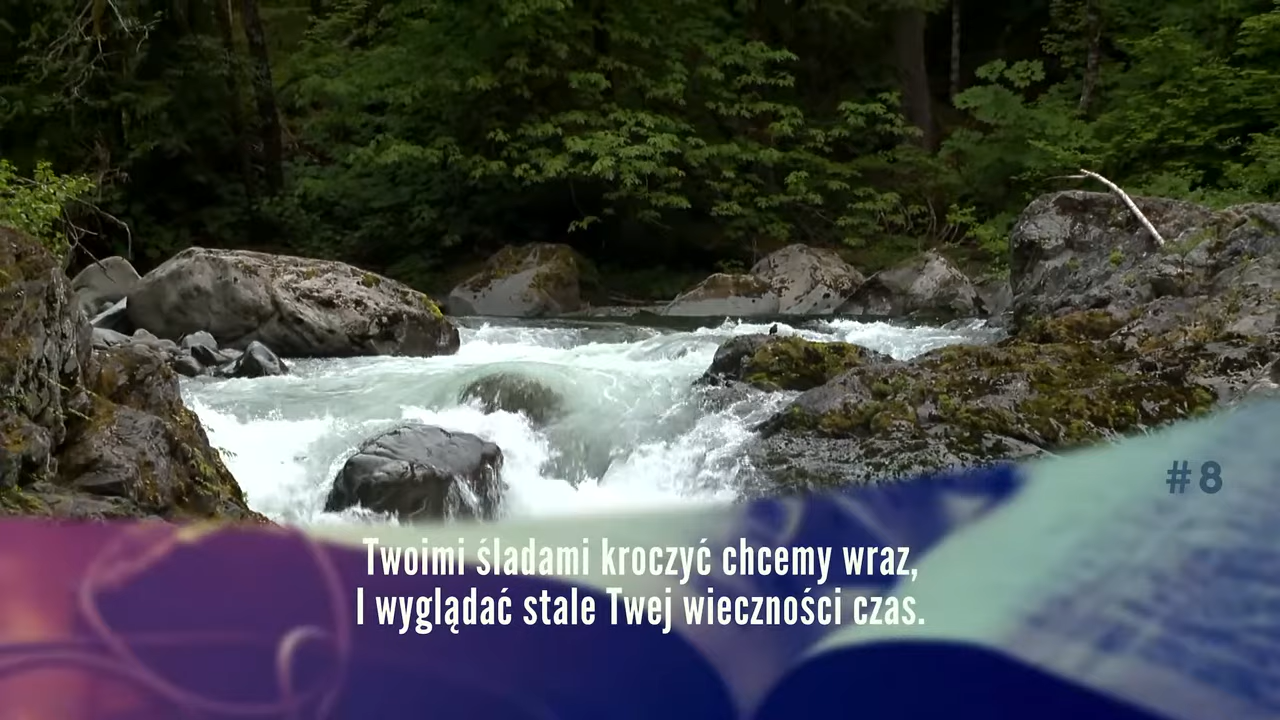 #8
Twoimi śladami kroczyć chcemy wraz,
I wyglądać stale Twej wieczności czas.